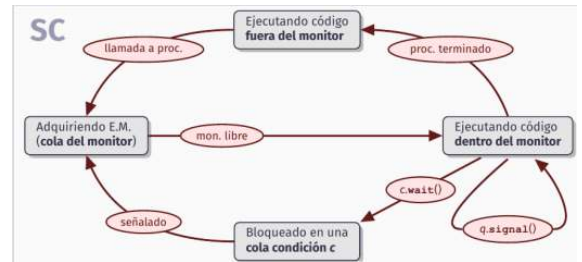 SC
Ejecutando código
fuera del monitor
llamada a proc.
proc. terminado
Adquiriendo E.M.
(cola del monitor)
mon. libre
Ejecutando código
dentro del monitor
c.wait()
señalado
q.signal()
Bloqueado en una
cola condición c